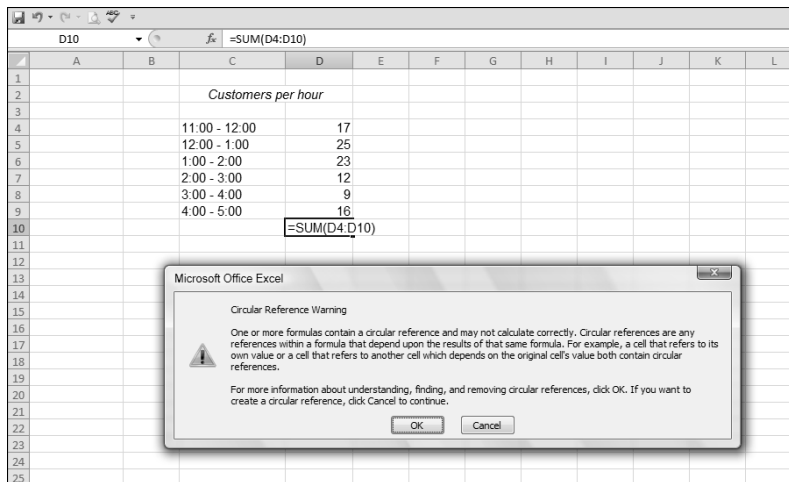 ABC
D10 fx =SUM(D4:D10)
A B C D E F G H I J K L
1
2 Customers per hour
3
4 11:00 - 12:00 17
5 12:00 - 1:00 25
6 1:00 - 2:00 23
7 2:00 - 3:00 12
8 3:00 - 4:00 9
9 4:00 - 5:00 16
10 =SUM(D4:D10)
11
12
13 Microsoft Office Excel x
14
15 Circular Reference Warning
16 One or more formulas contain a circular reference and may not calculate correctly. Circular references are any
17 references within a formula that depend upon the results of that same formula. For example, a cell that refers to its
18 own value or a cell that refers to another cell which depends on the original cell's value both contain circular
references.
19
20 For more information about understanding, finding, and removing circular references, click OK. If you want to
21 create a circular reference, click Cancel to continue.
22 OK Cancel
23
24
25